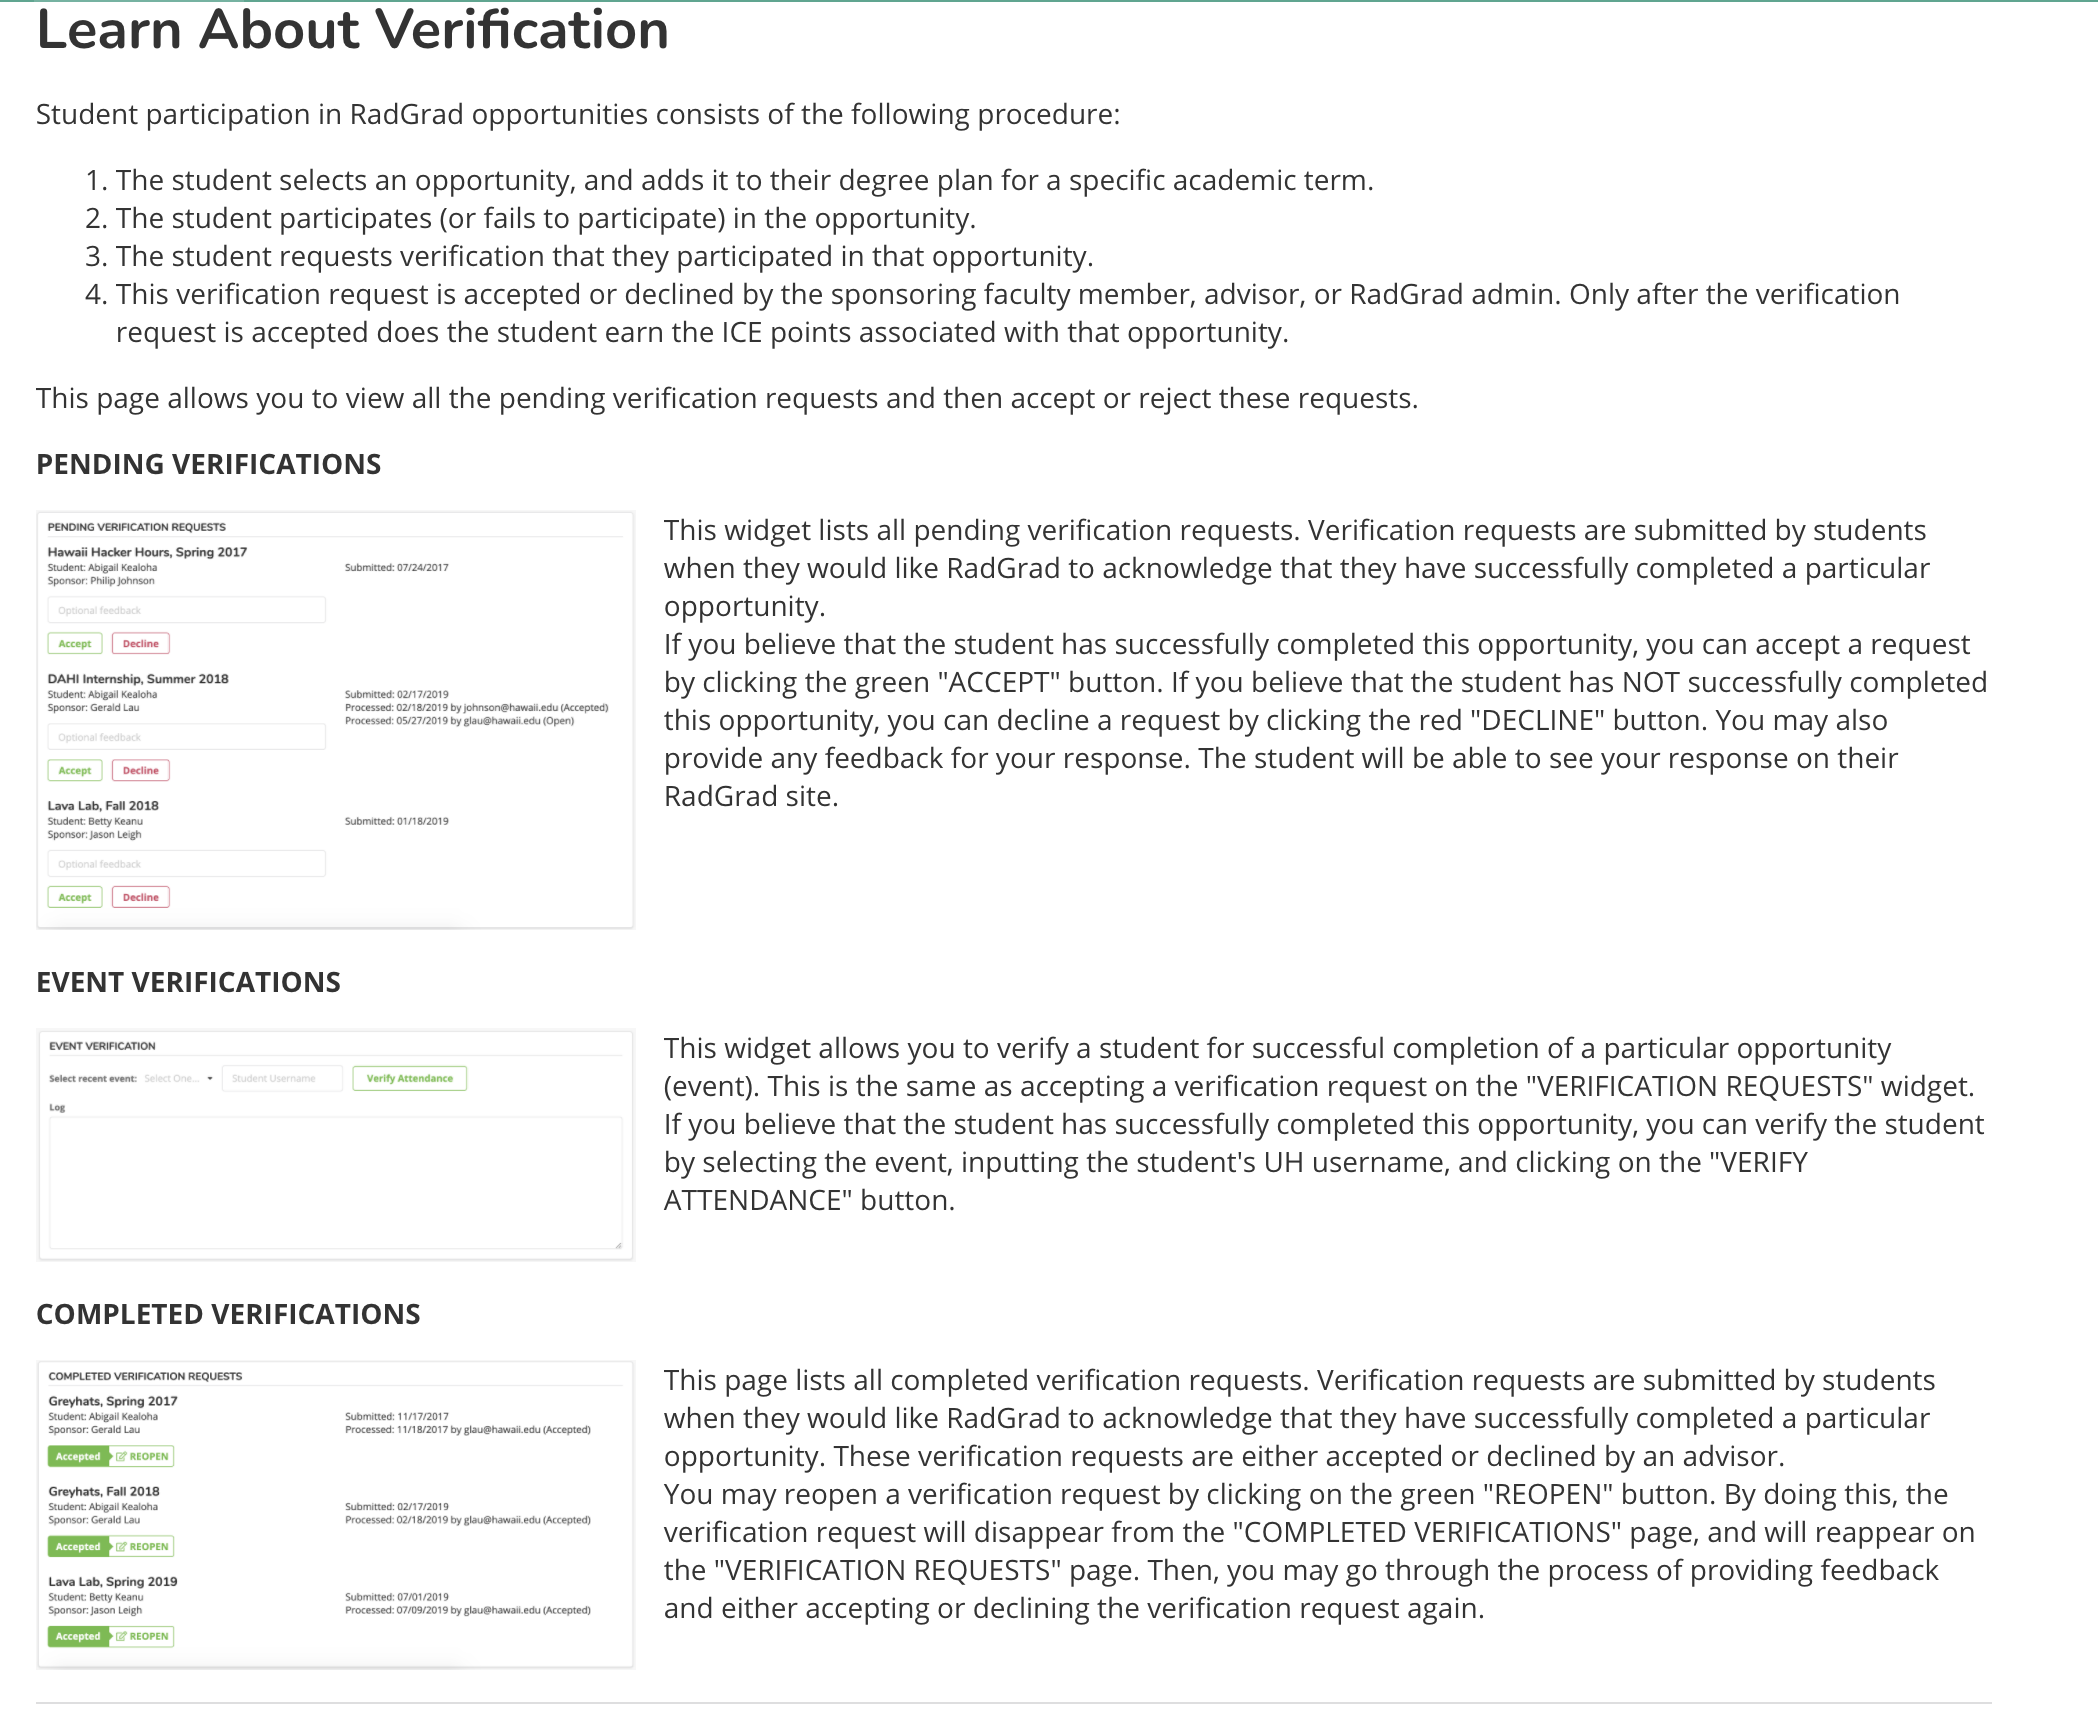 Learn About Verification
Student participation in RadGrad opportunities consists of the following procedure:
1. The student selects an opportunity, and adds it to their degree plan for a specific academic term.
2. The student participates (or fails to participate) in the opportunity.
3. The student requests verification that they participated in that opportunity.
4. This verification request is accepted or declined by the sponsoring faculty member, advisor, or RadGrad admin. Only after the verification
request is accepted does the student earn the ICE points associated with that opportunity.
This page allows you to view all the pending verification requests and then accept or reject these requests.
PENDING VERIFICATIONS
PENDING VERIFICATION REQUESTS
Hawaii Hacker Hours, Spring 2017
Student: Abigail Kealoha
Submitted: 07/24/2017
Sponsor: Philip Johnson
Optional feedback
Accept Decline
DAHI Internship, Summer 2018
Student: Abigail Kealoha
Submitted: 02/17/2019
Sponsor: Gerald Lau
Processed: 02/18/2019 by johnson@hawaii.edu (Accepted)
Processed: 05/27/2019 by glau@hawaii.edu (Open)
Optional feedback
Accept Decline
Lava Lab, Fall 2018
Student: Betty Keanu
Submitted: 01/18/2019
Sponsor: Jason Leigh
Optional feedback
Accept Decline
This widget lists all pending verification requests. Verification requests are submitted by students
when they would like RadGrad to acknowledge that they have successfully completed a particular
opportunity.
If you believe that the student has successfully completed this opportunity, you can accept a request
by clicking the green "ACCEPT" button. If you believe that the student has NOT successfully completed
this opportunity, you can decline a request by clicking the red "DECLINE" button. You may also
provide any feedback for your response. The student will be able to see your response on their
RadGrad site.
EVENT VERIFICATIONS
EVENT VERIFICATION
Select recent event: Select One... Student Username Verify Attendance
Log
This widget allows you to verify a student for successful completion of a particular opportunity
(event). This is the same as accepting a verification request on the "VERIFICATION REQUESTS" widget.
If you believe that the student has successfully completed this opportunity, you can verify the student
by selecting the event, inputting the student's UH username, and clicking on the "VERIFY
ATTENDANCE" button.
COMPLETED VERIFICATIONS
COMPLETED VERIFICATION REQUESTS
Greyhats, Spring 2017
Student: Abigail Kealoha
Submitted: 11/17/2017
Sponsor: Gerald Lau
Processed: 11/18/2017 by glau@hawaii.edu (Accepted)
Accepted REOPEN
Greyhats, Fall 2018
Student: Abigail Kealoha
Submitted: 02/17/2019
Sponsor: Gerald Lau
Processed: 02/18/2019 by glau@hawaii.edu (Accepted)
Accepted REOPEN
Lava Lab, Spring 2019
Student: Betty Keanu
Submitted: 07/01/2019
Sponsor: Jason Leigh
Processed: 07/09/2019 by glau@hawaii.edu (Accepted)
Accepted REOPEN
This page lists all completed verification requests. Verification requests are submitted by students
when they would like RadGrad to acknowledge that they have successfully completed a particular
opportunity. These verification requests are either accepted or declined by an advisor.
You may reopen a verification request by clicking on the green "REOPEN" button. By doing this, the
verification request will disappear from the "COMPLETED VERIFICATIONS" page, and will reappear on
the "VERIFICATION REQUESTS" page. Then, you may go through the process of providing feedback
and either accepting or declining the verification request again.